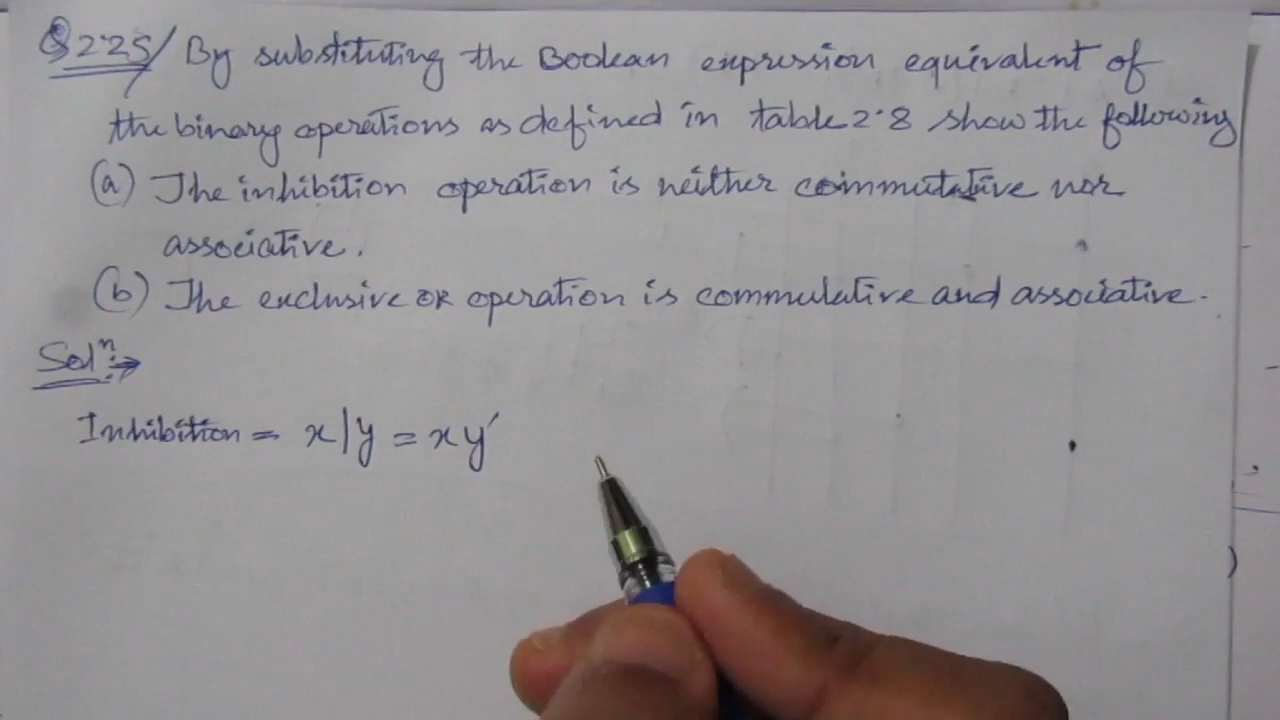 Q2.25/ By substituting the Boolean expression equivalent of
the binary operations as defined in table 2.8 show the following
(a) The inhibition operation is neither commutative nor
associative.
(b) The exclusive OR operation is commulative and associative.
Solⁿ:→
Inhibition = x/y = xy'